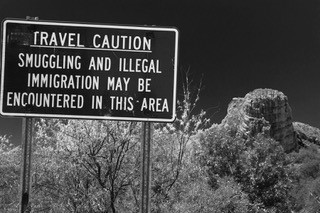 TRAVEL CAUTION
SMUGGLING AND ILLEGAL
IMMIGRATION MAY BE
ENCOUNTERED IN THIS AREA